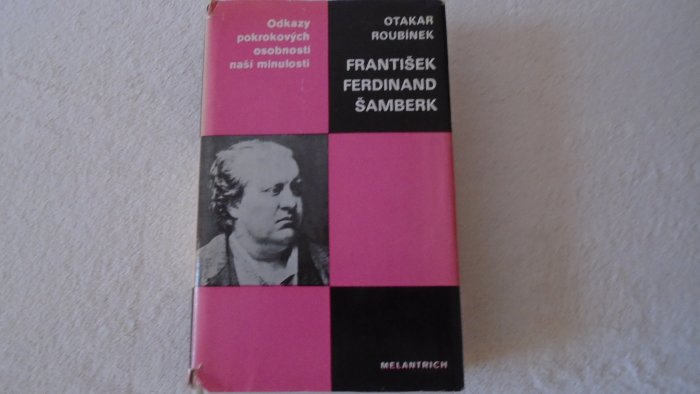 Odkazy
pokrokových
osobností
naší minulosti
OTAKAR
ROUBÍNEK
FRANTIŠEK
FERDINAND
ŠAMBERK
MELANTRICH